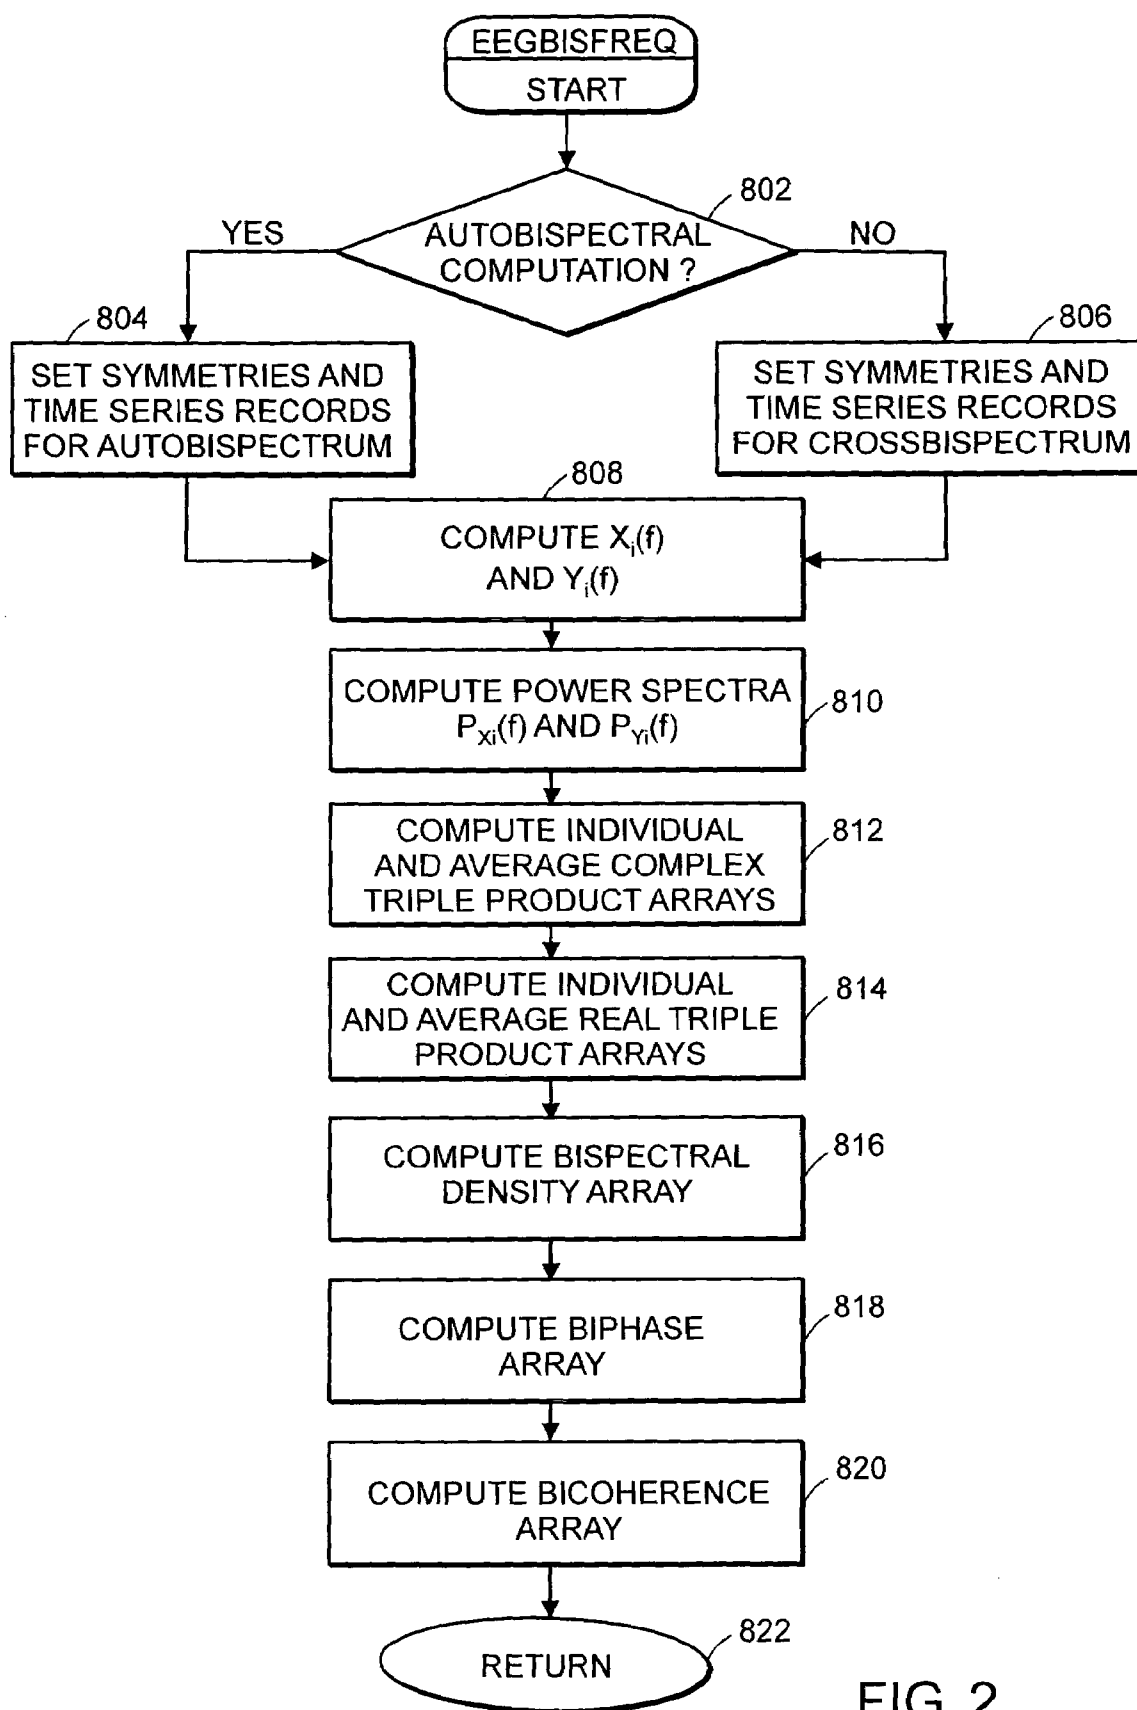 EEGBISFREQ
START
802
AUTOBISPECTRAL
COMPUTATION ?
YES
NO
804
SET SYMMETRIES AND
TIME SERIES RECORDS
FOR AUTOBISPECTRUM
806
SET SYMMETRIES AND
TIME SERIES RECORDS
FOR CROSSBISPECTRUM
808
COMPUTE Xi(f)
AND Yi(f)
COMPUTE POWER SPECTRA
PXi(f) AND PYi(f)
810
COMPUTE INDIVIDUAL
AND AVERAGE COMPLEX
TRIPLE PRODUCT ARRAYS
812
COMPUTE INDIVIDUAL
AND AVERAGE REAL TRIPLE
PRODUCT ARRAYS
814
COMPUTE BISPECTRAL
DENSITY ARRAY
816
COMPUTE BIPHASE
ARRAY
818
COMPUTE BICOHERENCE
ARRAY
820
RETURN
822
FIG. 2